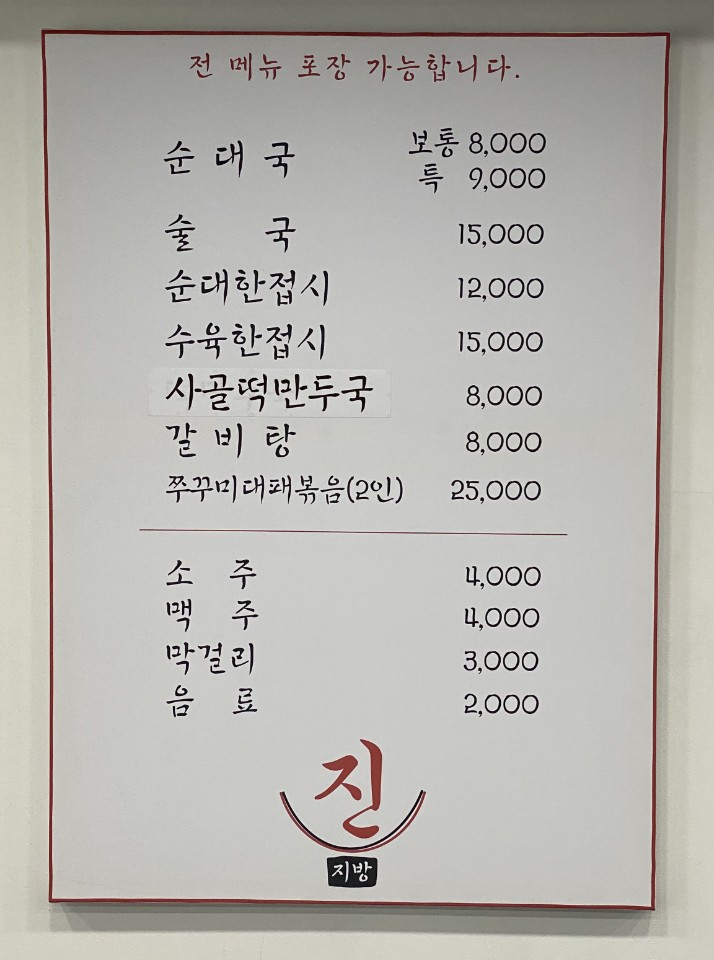 전 메뉴 포장 가능합니다.
순 대 국 보통 8,000
특 9,000
술 국 15,000
순대한접시 12,000
수육한접시 15,000
사골떡만두국 8,000
갈 비 탕 8,000
쭈꾸미대패볶음(2인) 25,000
소 주 4,000
맥 주 4,000
막걸리 3,000
음 료 2,000
진
지방